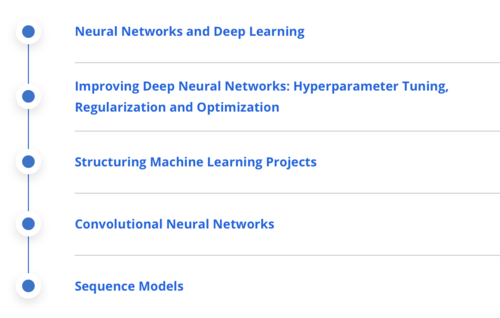 Neural Networks and Deep Learning
Improving Deep Neural Networks: Hyperparameter Tuning,
Regularization and Optimization
Structuring Machine Learning Projects
Convolutional Neural Networks
Sequence Models